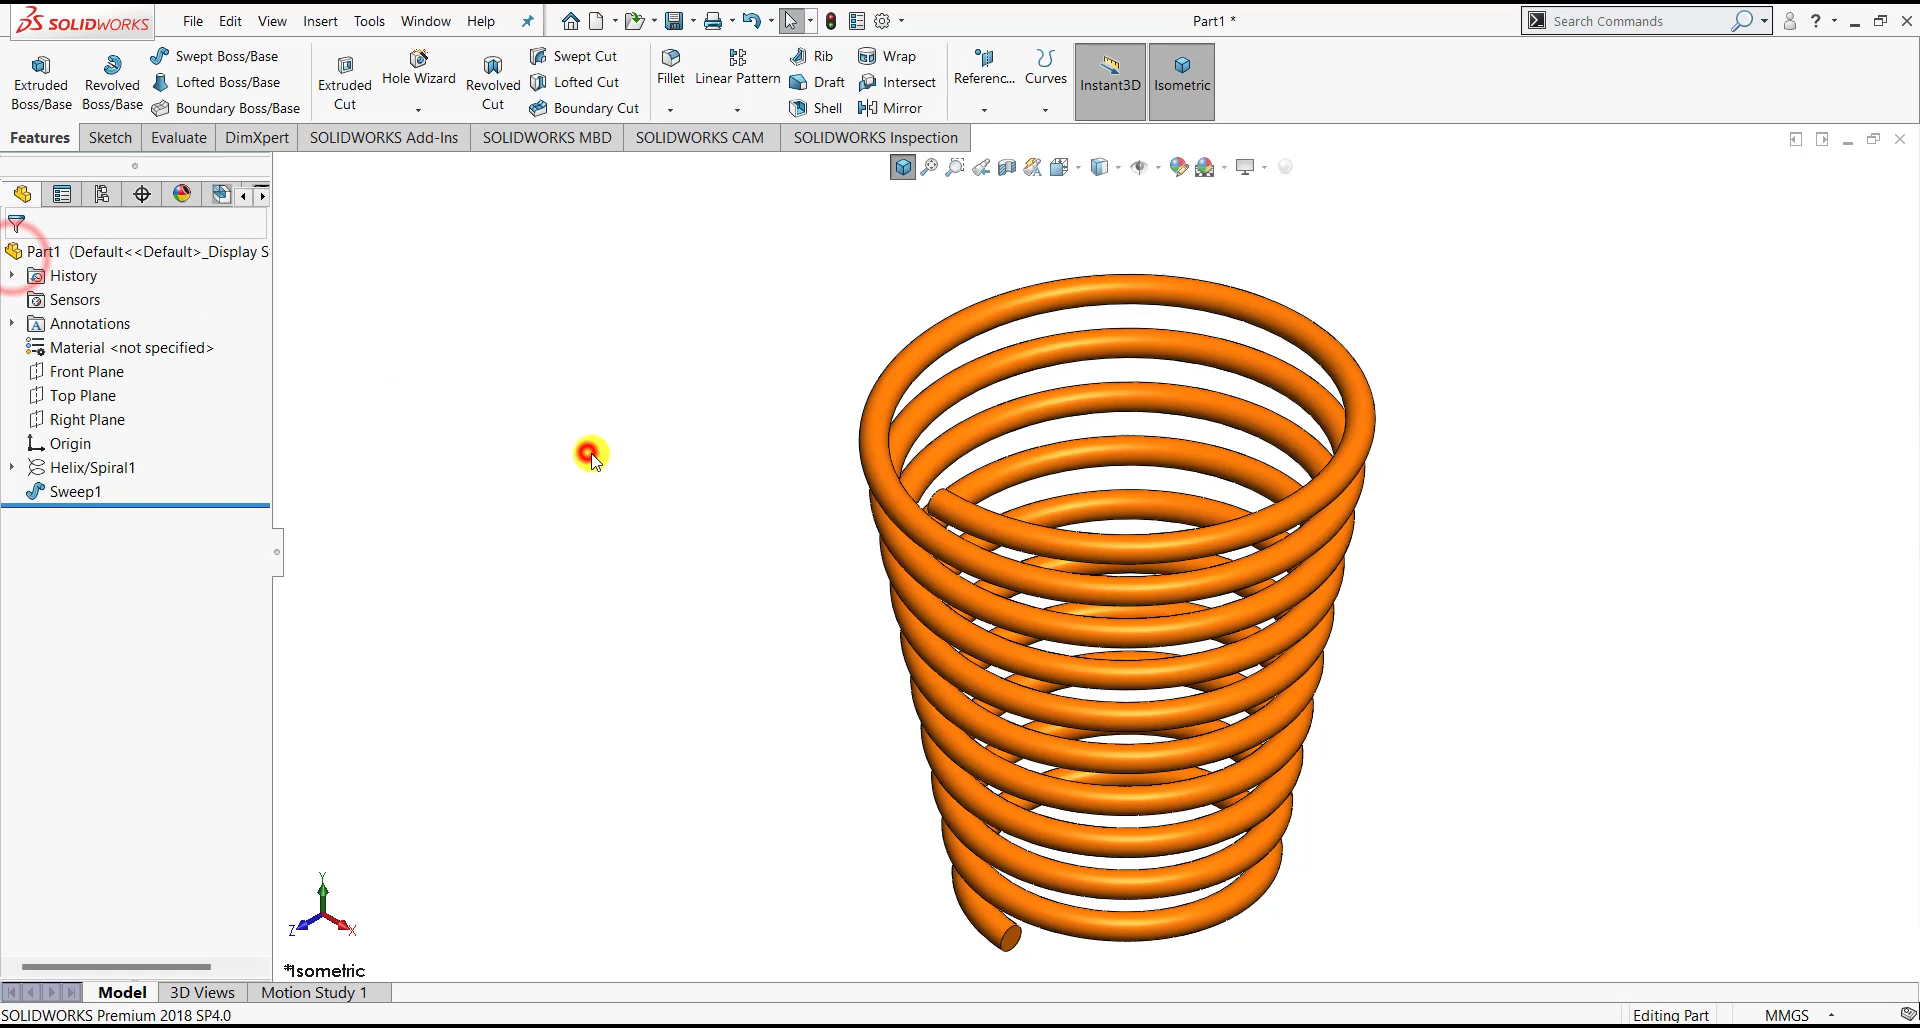 SOLIDWORKS File Edit View Insert Tools Window Help Part1 * Search Commands ?
Extruded Boss/Base
Revolved Boss/Base
Swept Boss/Base
Lofted Boss/Base
Boundary Boss/Base
Extruded Cut
Hole Wizard
Revolved Cut
Swept Cut
Lofted Cut
Boundary Cut
Fillet
Linear Pattern
Rib
Draft
Shell
Wrap
Intersect
Mirror
Referenc...
Curves
Instant3D
Isometric
Features Sketch Evaluate DimXpert SOLIDWORKS Add-Ins SOLIDWORKS MBD SOLIDWORKS CAM SOLIDWORKS Inspection
Part1 (Default<<Default>_Display S
History
Sensors
Annotations
Material <not specified>
Front Plane
Top Plane
Right Plane
Origin
Helix/Spiral1
Sweep1
Y
Z X
*Isometric
Model 3D Views Motion Study 1
SOLIDWORKS Premium 2018 SP4.0 Editing Part MMGS